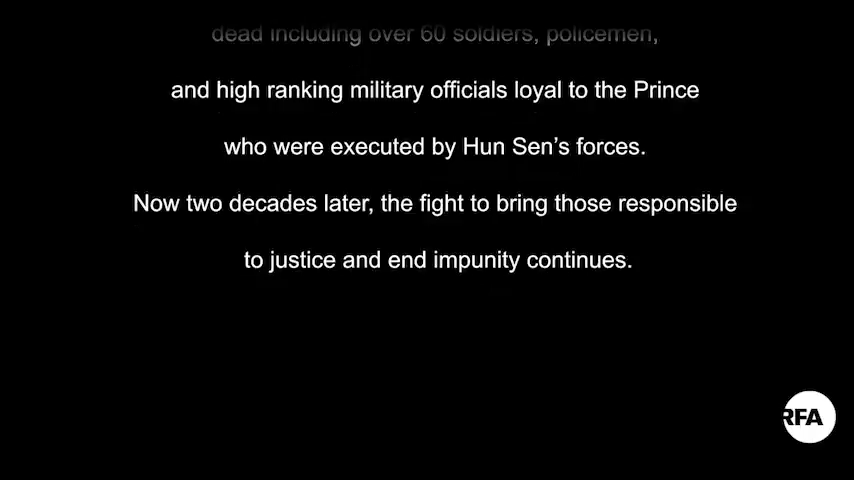 dead including over 60 soldiers, policemen,
and high ranking military officials loyal to the Prince
who were executed by Hun Sen’s forces.
Now two decades later, the fight to bring those responsible
to justice and end impunity continues.
RFA